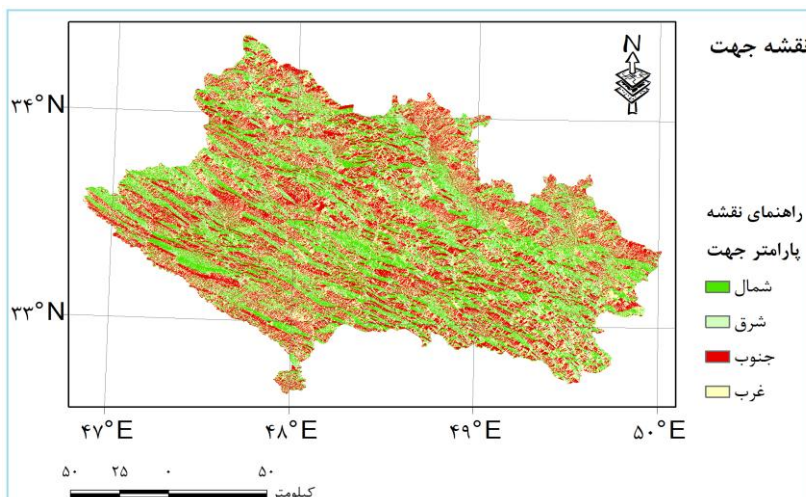 نقشه جهت
N
۳۴°N
۳۳°N
راهنمای نقشه
پارامتر جهت
شمال
شرق
جنوب
غرب
۴۷°E ۴۸°E ۴۹°E ۵۰°E
۵۰ ۲۵ ۰ ۵۰
کیلومتر